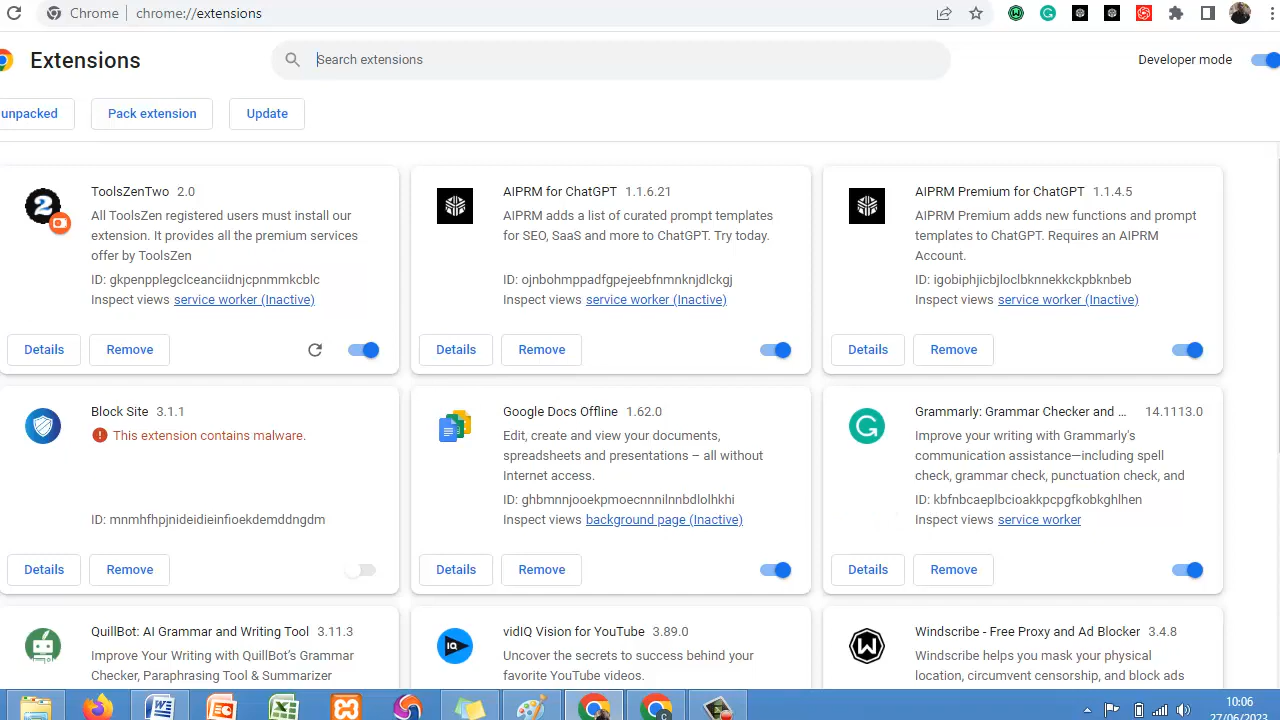 Chrome | chrome://extensions
Extensions
Search extensions
Developer mode
unpacked
Pack extension
Update
ToolsZenTwo 2.0
All ToolsZen registered users must install our
extension. It provides all the premium services
offer by ToolsZen
ID: gkpenpplegclceanciidnjcpnmmkcblc
Inspect views service worker (Inactive)
Details
Remove
AIPRM for ChatGPT 1.1.6.21
AIPRM adds a list of curated prompt templates
for SEO, SaaS and more to ChatGPT. Try today.
ID: ojnbohmppadfgpejeebfnmnknjdlckgj
Inspect views service worker (Inactive)
Details
Remove
AIPRM Premium for ChatGPT 1.1.4.5
AIPRM Premium adds new functions and prompt
templates to ChatGPT. Requires an AIPRM
Account.
ID: igobiphjicbjloclbknnekkckpbknbeb
Inspect views service worker (Inactive)
Details
Remove
Block Site 3.1.1
This extension contains malware.
ID: mnmhfhpjnideidieinfioekdemddngdm
Details
Remove
Google Docs Offline 1.62.0
Edit, create and view your documents,
spreadsheets and presentations – all without
Internet access.
ID: ghbmnnjooekpmoecnnnilnnbdlolhkhi
Inspect views background page (Inactive)
Details
Remove
Grammarly: Grammar Checker and ... 14.1113.0
Improve your writing with Grammarly's
communication assistance—including spell
check, grammar check, punctuation check, and
ID: kbfnbcaeplbcioakkpcpgfkobkghlhen
Inspect views service worker
Details
Remove
QuillBot: AI Grammar and Writing Tool 3.11.3
Improve Your Writing with QuillBot's Grammar
Checker, Paraphrasing Tool & Summarizer
vidIQ Vision for YouTube 3.89.0
Uncover the secrets to success behind your
favorite YouTube videos.
Windscribe - Free Proxy and Ad Blocker 3.4.8
Windscribe helps you mask your physical
location, circumvent censorship, and block ads
10:06
27/06/2023